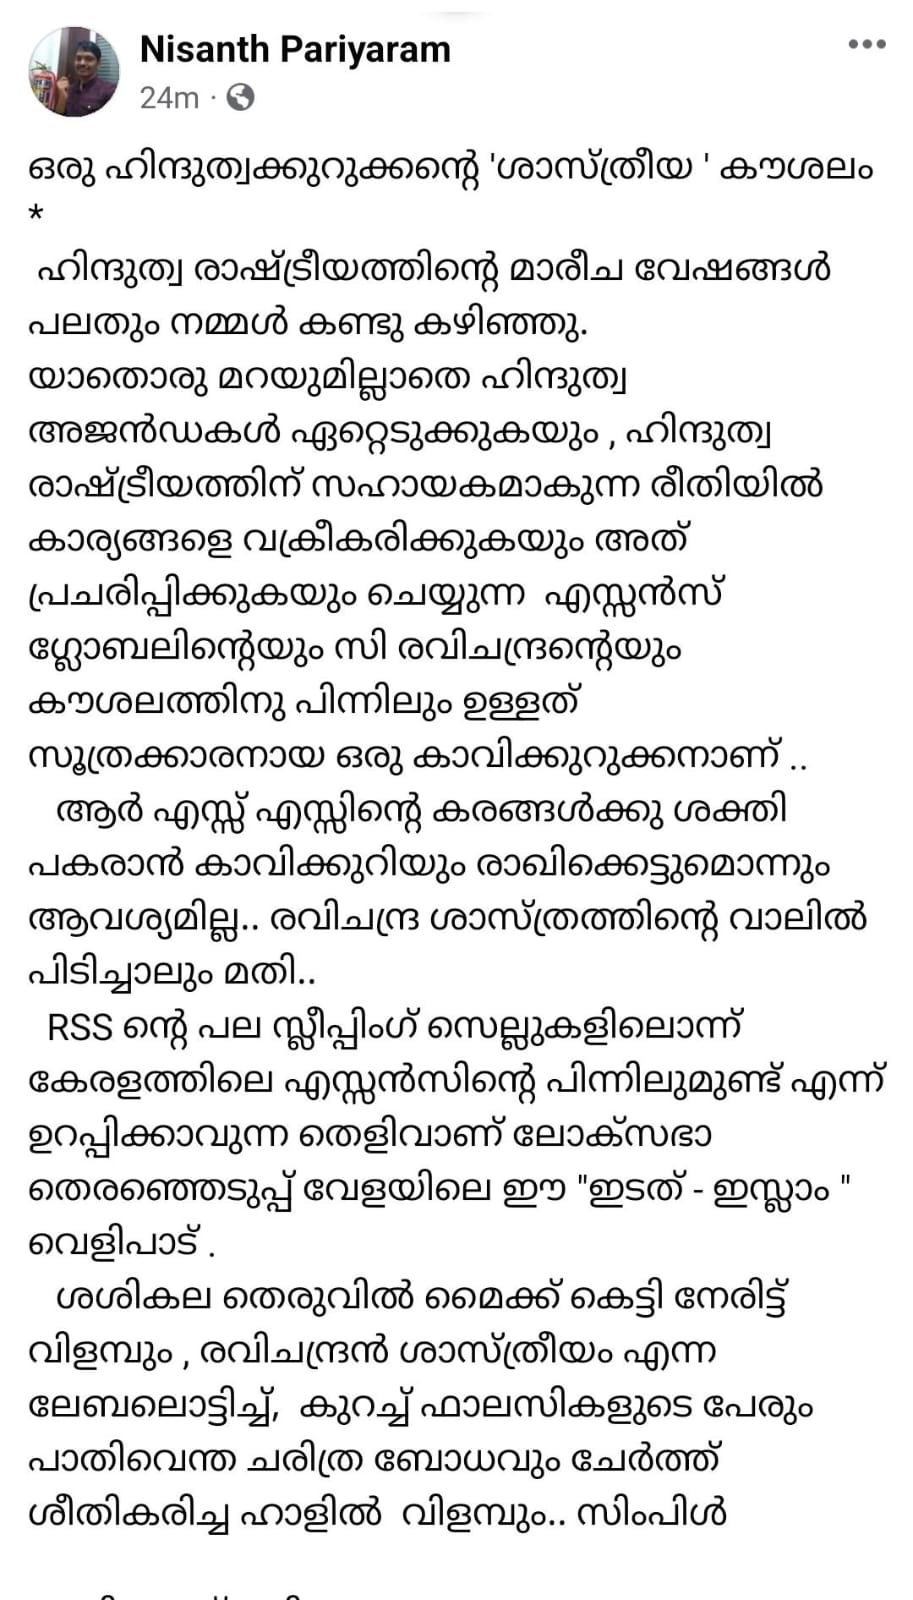 Nisanth Pariyaram
24m ·
ഒരു ഹിന്ദുത്വക്കുറുക്കന്റെ 'ശാസ്ത്രീയ ' കൗശലം
*
ഹിന്ദുത്വ രാഷ്ട്രീയത്തിന്റെ മാരീച വേഷങ്ങൾ
പലതും നമ്മൾ കണ്ടു കഴിഞ്ഞു.
യാതൊരു മറയുമില്ലാതെ ഹിന്ദുത്വ
അജൻഡകൾ ഏറ്റെടുക്കുകയും , ഹിന്ദുത്വ
രാഷ്ട്രീയത്തിന് സഹായകമാകുന്ന രീതിയിൽ
കാര്യങ്ങളെ വക്രീകരിക്കുകയും അത്
പ്രചരിപ്പിക്കുകയും ചെയ്യുന്ന എസ്സൻസ്
ഗ്ലോബലിന്റെയും സി രവിചന്ദ്രന്റെയും
കൗശലത്തിനു പിന്നിലും ഉള്ളത്
സൂത്രക്കാരനായ ഒരു കാവിക്കുറുക്കനാണ് ..
ആർ എസ്സ് എസ്സിന്റെ കരങ്ങൾക്കു ശക്തി
പകരാൻ കാവിക്കുറിയും രാഖിക്കെട്ടുമൊന്നും
ആവശ്യമില്ല.. രവിചന്ദ്ര ശാസ്ത്രത്തിന്റെ വാലിൽ
പിടിച്ചാലും മതി..
RSS ന്റെ പല സ്ലീപ്പിംഗ് സെല്ലുകളിലൊന്ന്
കേരളത്തിലെ എസ്സൻസിന്റെ പിന്നിലുമുണ്ട് എന്ന്
ഉറപ്പിക്കാവുന്ന തെളിവാണ് ലോക്സഭാ
തെരഞ്ഞെടുപ്പ് വേളയിലെ ഈ "ഇടത് - ഇസ്ലാം "
വെളിപാട് .
ശശികല തെരുവിൽ മൈക്ക് കെട്ടി നേരിട്ട്
വിളമ്പും , രവിചന്ദ്രൻ ശാസ്ത്രീയം എന്ന
ലേബലൊട്ടിച്ച്, കുറച്ച് ഫാലസികളുടെ പേരും
പാതിവെന്ത ചരിത്ര ബോധവും ചേർത്ത്
ശീതികരിച്ച ഹാളിൽ വിളമ്പും.. സിംപിൾ